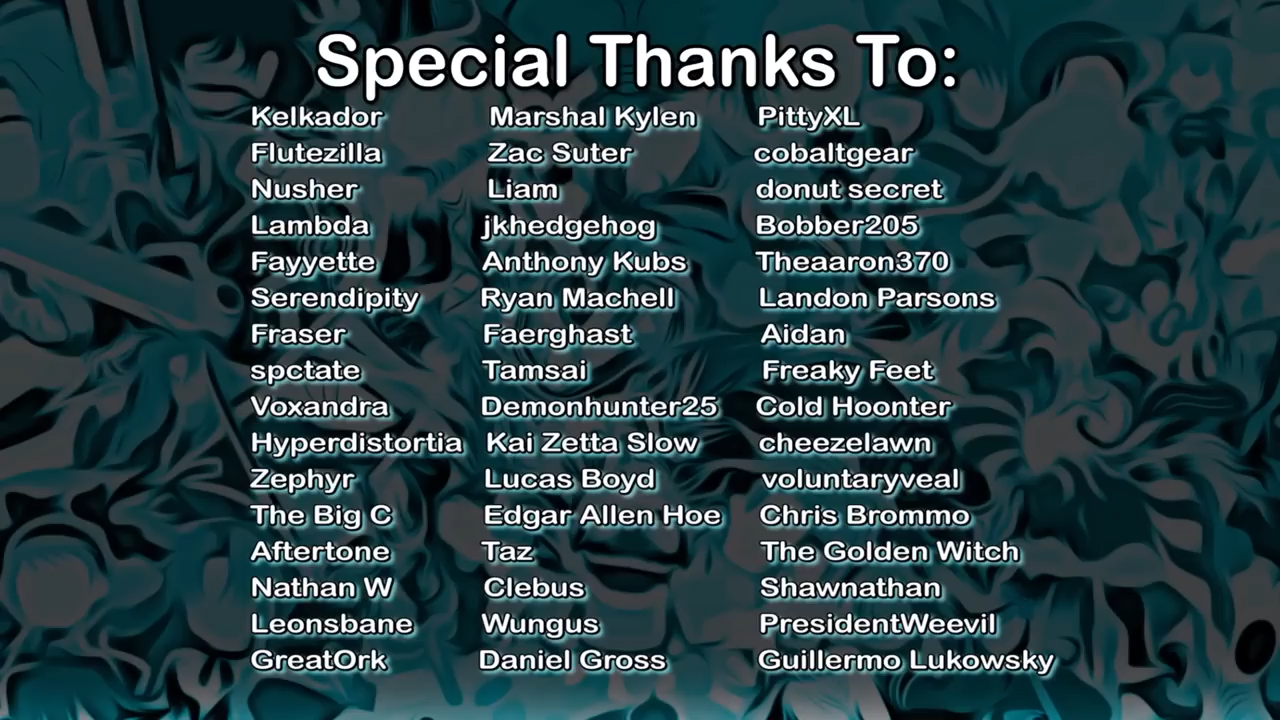 Special Thanks To:
Kelkador Marshal Kylen PittyXL
Flutezilla Zac Suter cobaltgear
Nusher Liam donut secret
Lambda jkhedgehog Bobber205
Fayyette Anthony Kubs Theaaron370
Serendipity Ryan Machell Landon Parsons
Fraser Faerghast Aidan
spctate Tamsai Freaky Feet
Voxandra Demonhunter25 Cold Hoonter
Hyperdistortia Kai Zetta Slow cheezelawn
Zephyr Lucas Boyd voluntaryveal
The Big C Edgar Allen Hoe Chris Brommo
Aftertone Taz The Golden Witch
Nathan W Clebus Shawnathan
Leonsbane Wungus PresidentWeevil
GreatOrk Daniel Gross Guillermo Lukowsky